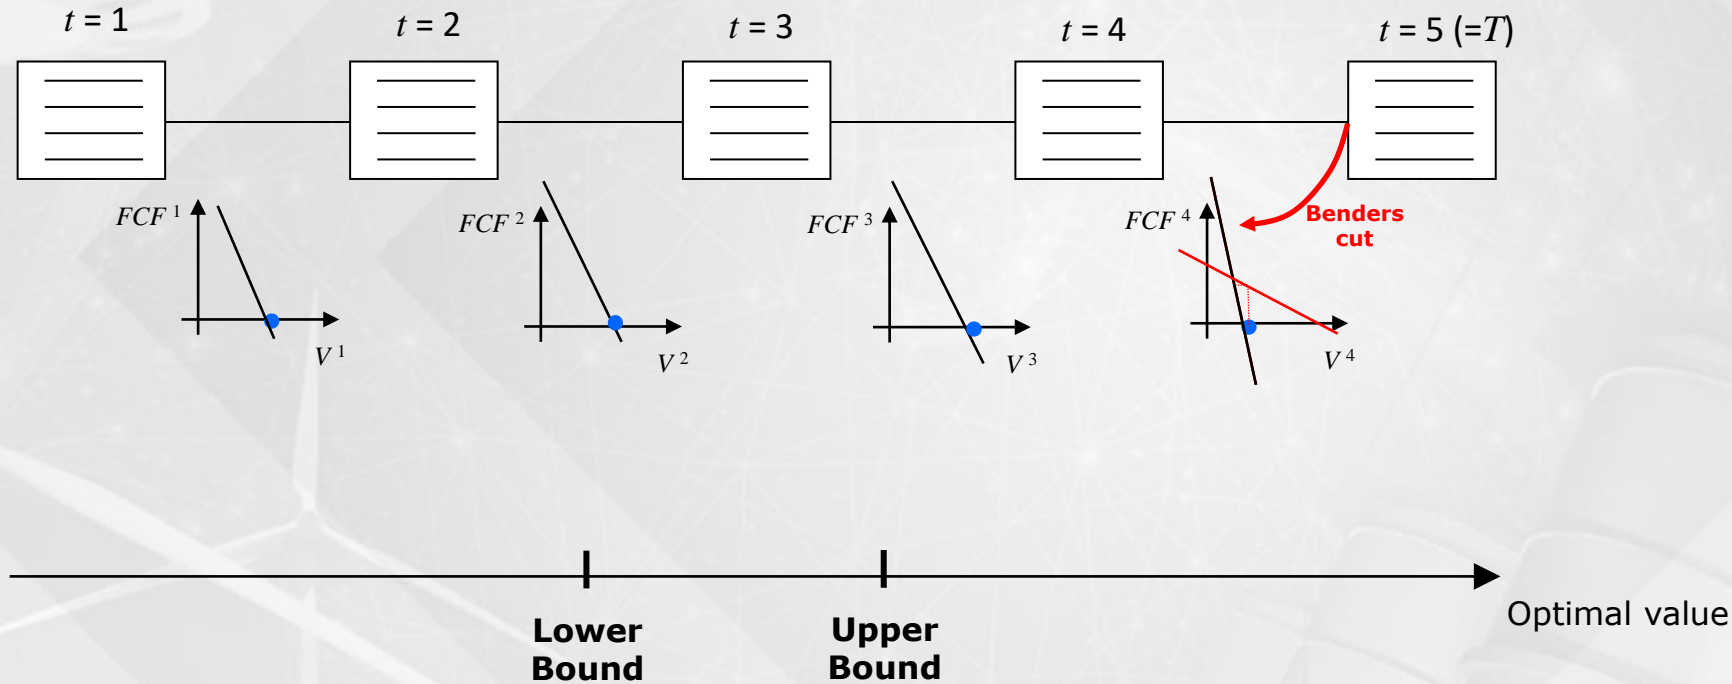 t = 1
t = 2
t = 3
t = 4
t = 5 (=T)
FCF 1
V 1
FCF 2
V 2
FCF 3
V 3
FCF 4
V 4
Benders
cut
Lower
Bound
Upper
Bound
Optimal value